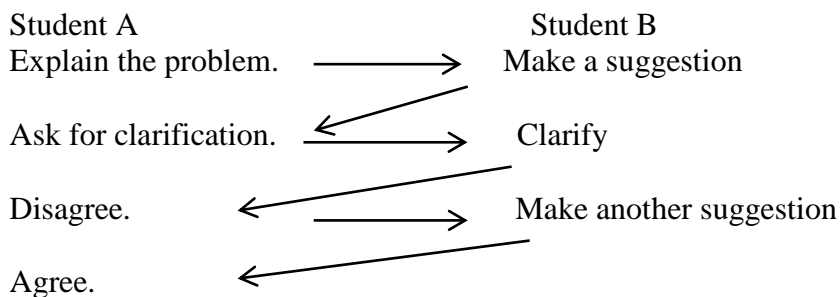 Student A Student B
Explain the problem. Make a suggestion
Ask for clarification. Clarify
Disagree. Make another suggestion
Agree.